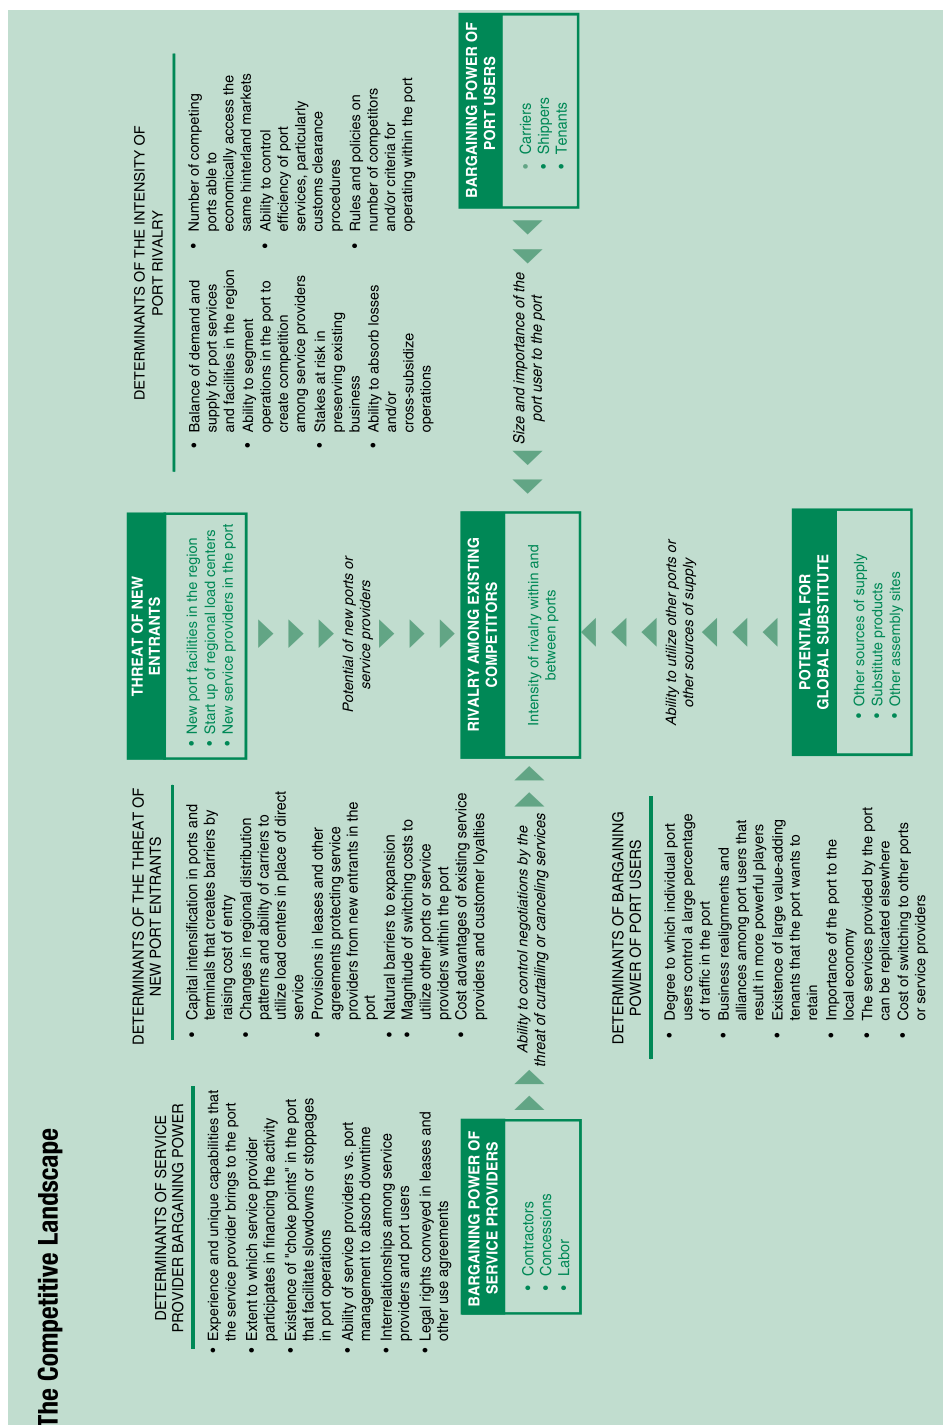 The Competitive Landscape
DETERMINANTS OF SERVICE
PROVIDER BARGAINING POWER
• Experience and unique capabilities that
the service provider brings to the port
• Extent to which service provider
participates in financing the activity
• Existence of "choke points" in the port
that facilitate slowdowns or stoppages
in port operations
• Ability of service providers vs. port
management to absorb downtime
• Interrelationships among service
providers and port users
• Legal rights conveyed in leases and
other use agreements
DETERMINANTS OF THE THREAT OF
NEW PORT ENTRANTS
• Capital intensification in ports and
terminals that creates barriers by
raising cost of entry
• Changes in regional distribution
patterns and ability of carriers to
utilize load centers in place of direct
service
• Provisions in leases and other
agreements protecting service
providers from new entrants in the
port
• Natural barriers to expansion
• Magnitude of switching costs to
utilize other ports or service
providers within the port
• Cost advantages of existing service
providers and customer loyalties
THREAT OF NEW
ENTRANTS
• New port facilities in the region
• Start up of regional load centers
• New service providers in the port
Potential of new ports or
service providers
DETERMINANTS OF THE INTENSITY OF
PORT RIVALRY
• Balance of demand and
supply for port services
and facilities in the region
• Ability to segment
operations in the port to
create competition
among service providers
• Stakes at risk in
preserving existing
business
• Ability to absorb losses
and/or
cross-subsidize
operations
• Number of competing
ports able to
economically access the
same hinterland markets
• Ability to control
efficiency of port
services, particularly
customs clearance
procedures
• Rules and policies on
number of competitors
and/or criteria for
operating within the port
BARGAINING POWER OF
SERVICE PROVIDERS
• Contractors
• Concessions
• Labor
Ability to control negotiations by the
threat of curtailing or canceling services
RIVALRY AMONG EXISTING
COMPETITORS
Intensity of rivalry within and
between ports
Size and importance of the
port user to the port
BARGAINING POWER OF
PORT USERS
• Carriers
• Shippers
• Tenants
DETERMINANTS OF BARGAINING
POWER OF PORT USERS
• Degree to which individual port
users control a large percentage
of traffic in the port
• Business realignments and
alliances among port users that
result in more powerful players
• Existence of large value-adding
tenants that the port wants to
retain
• Importance of the port to the
local economy
• The services provided by the port
can be replicated elsewhere
• Cost of switching to other ports
or service providers
Ability to utilize other ports or
other sources of supply
POTENTIAL FOR
GLOBAL SUBSTITUTE
• Other sources of supply
• Substitute products
• Other assembly sites